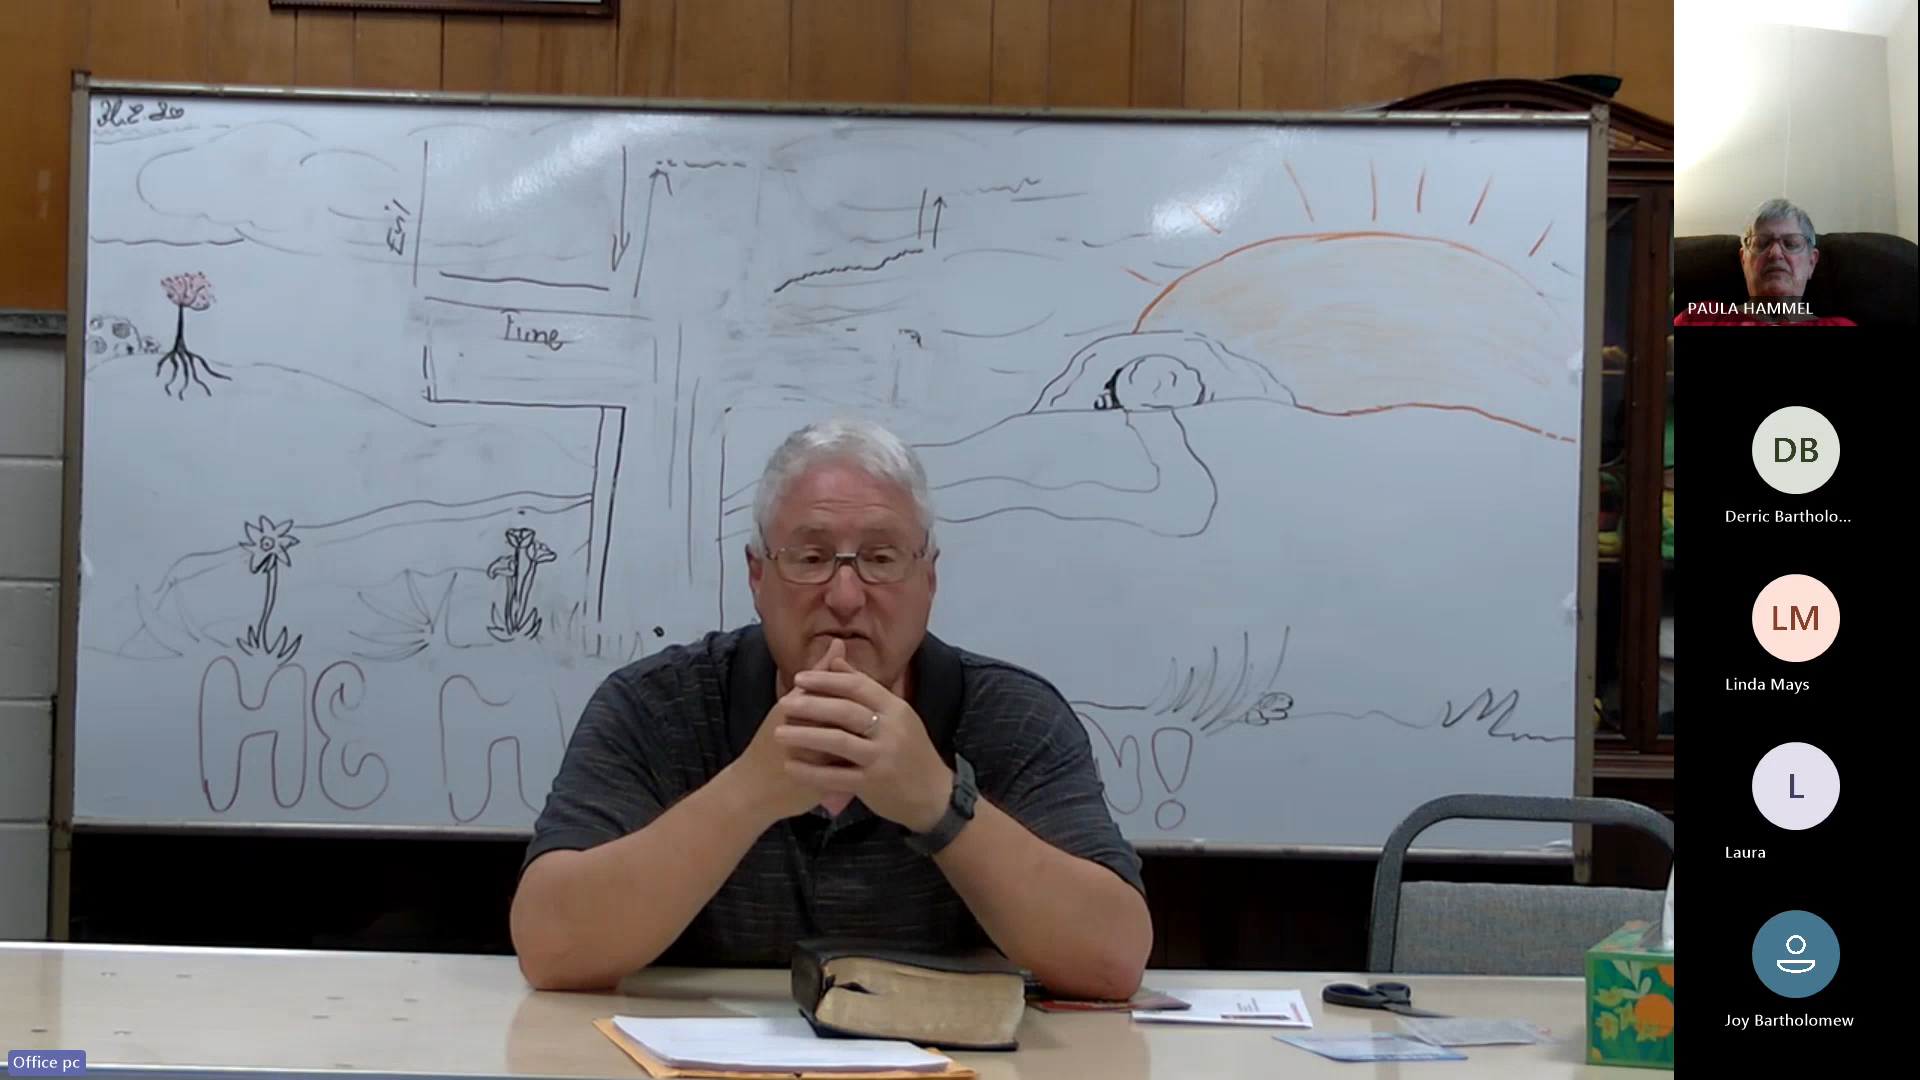 Time
HE
!
Office pc
PAULA HAMMEL
DB
Derric Bartholo...
LM
Linda Mays
L
Laura
Joy Bartholomew